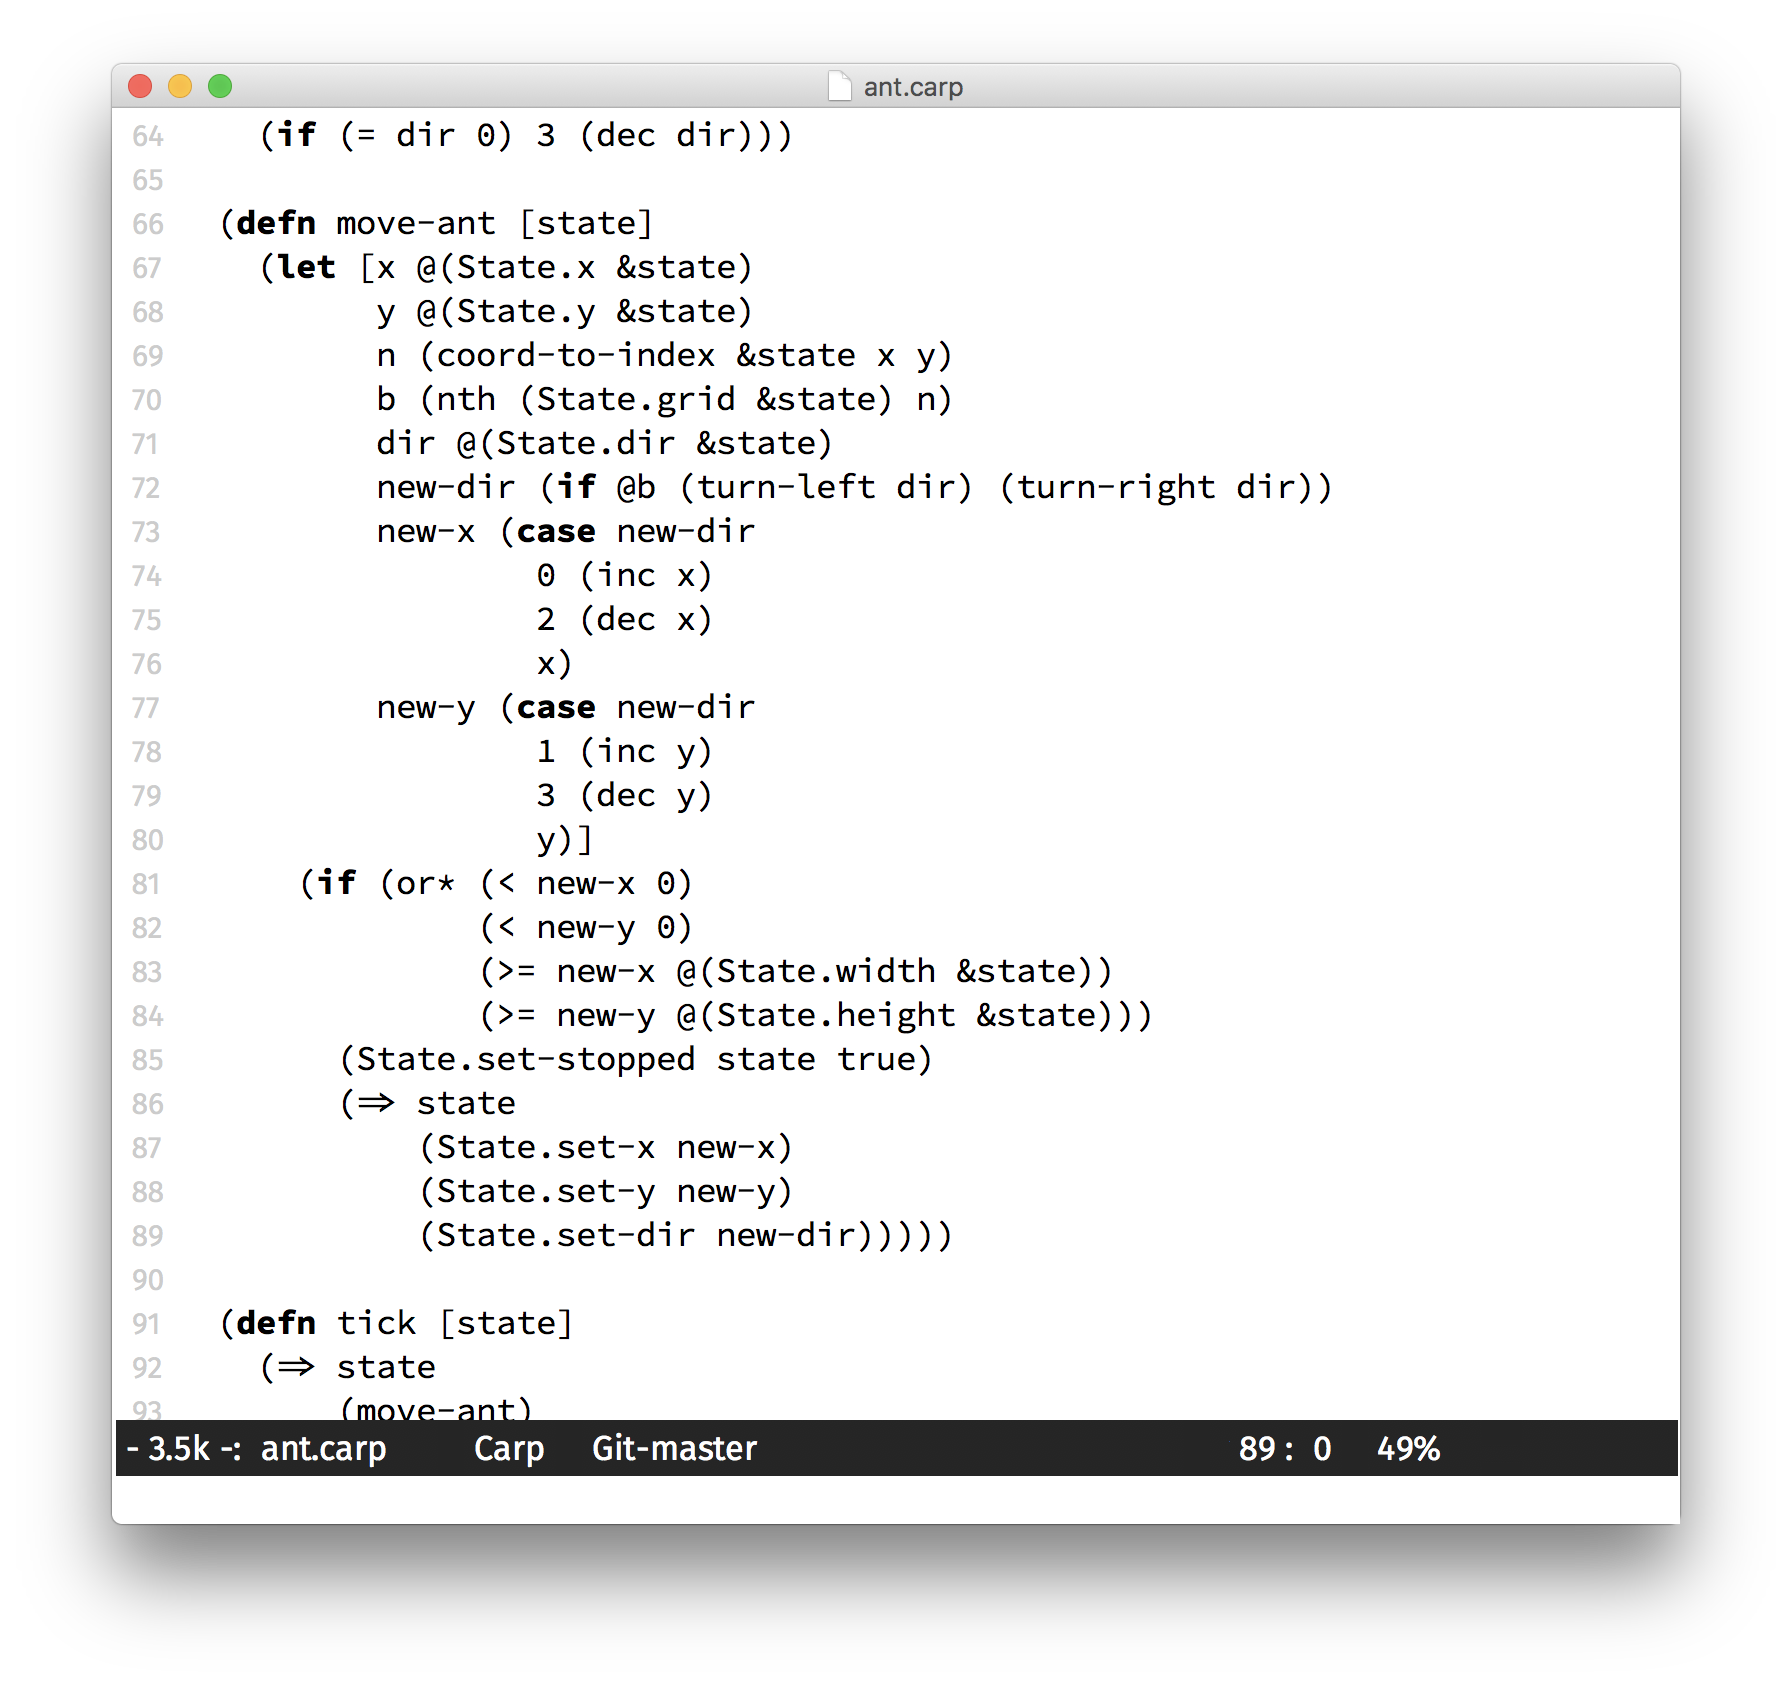 ant.carp
64 (if (= dir 0) 3 (dec dir)))
65
66 (defn move-ant [state]
67 (let [x @(State.x &state)
68 y @(State.y &state)
69 n (coord-to-index &state x y)
70 b (nth (State.grid &state) n)
71 dir @(State.dir &state)
72 new-dir (if @b (turn-left dir) (turn-right dir))
73 new-x (case new-dir
74 0 (inc x)
75 2 (dec x)
76 x)
77 new-y (case new-dir
78 1 (inc y)
79 3 (dec y)
80 y)]
81 (if (or* (< new-x 0)
82 (< new-y 0)
83 (>= new-x @(State.width &state))
84 (>= new-y @(State.height &state)))
85 (State.set-stopped state true)
86 (⇒ state
87 (State.set-x new-x)
88 (State.set-y new-y)
89 (State.set-dir new-dir)))))
90
91 (defn tick [state]
92 (⇒ state
93 (move-ant)
- 3.5k -: ant.carp Carp Git-master 89 : 0 49%